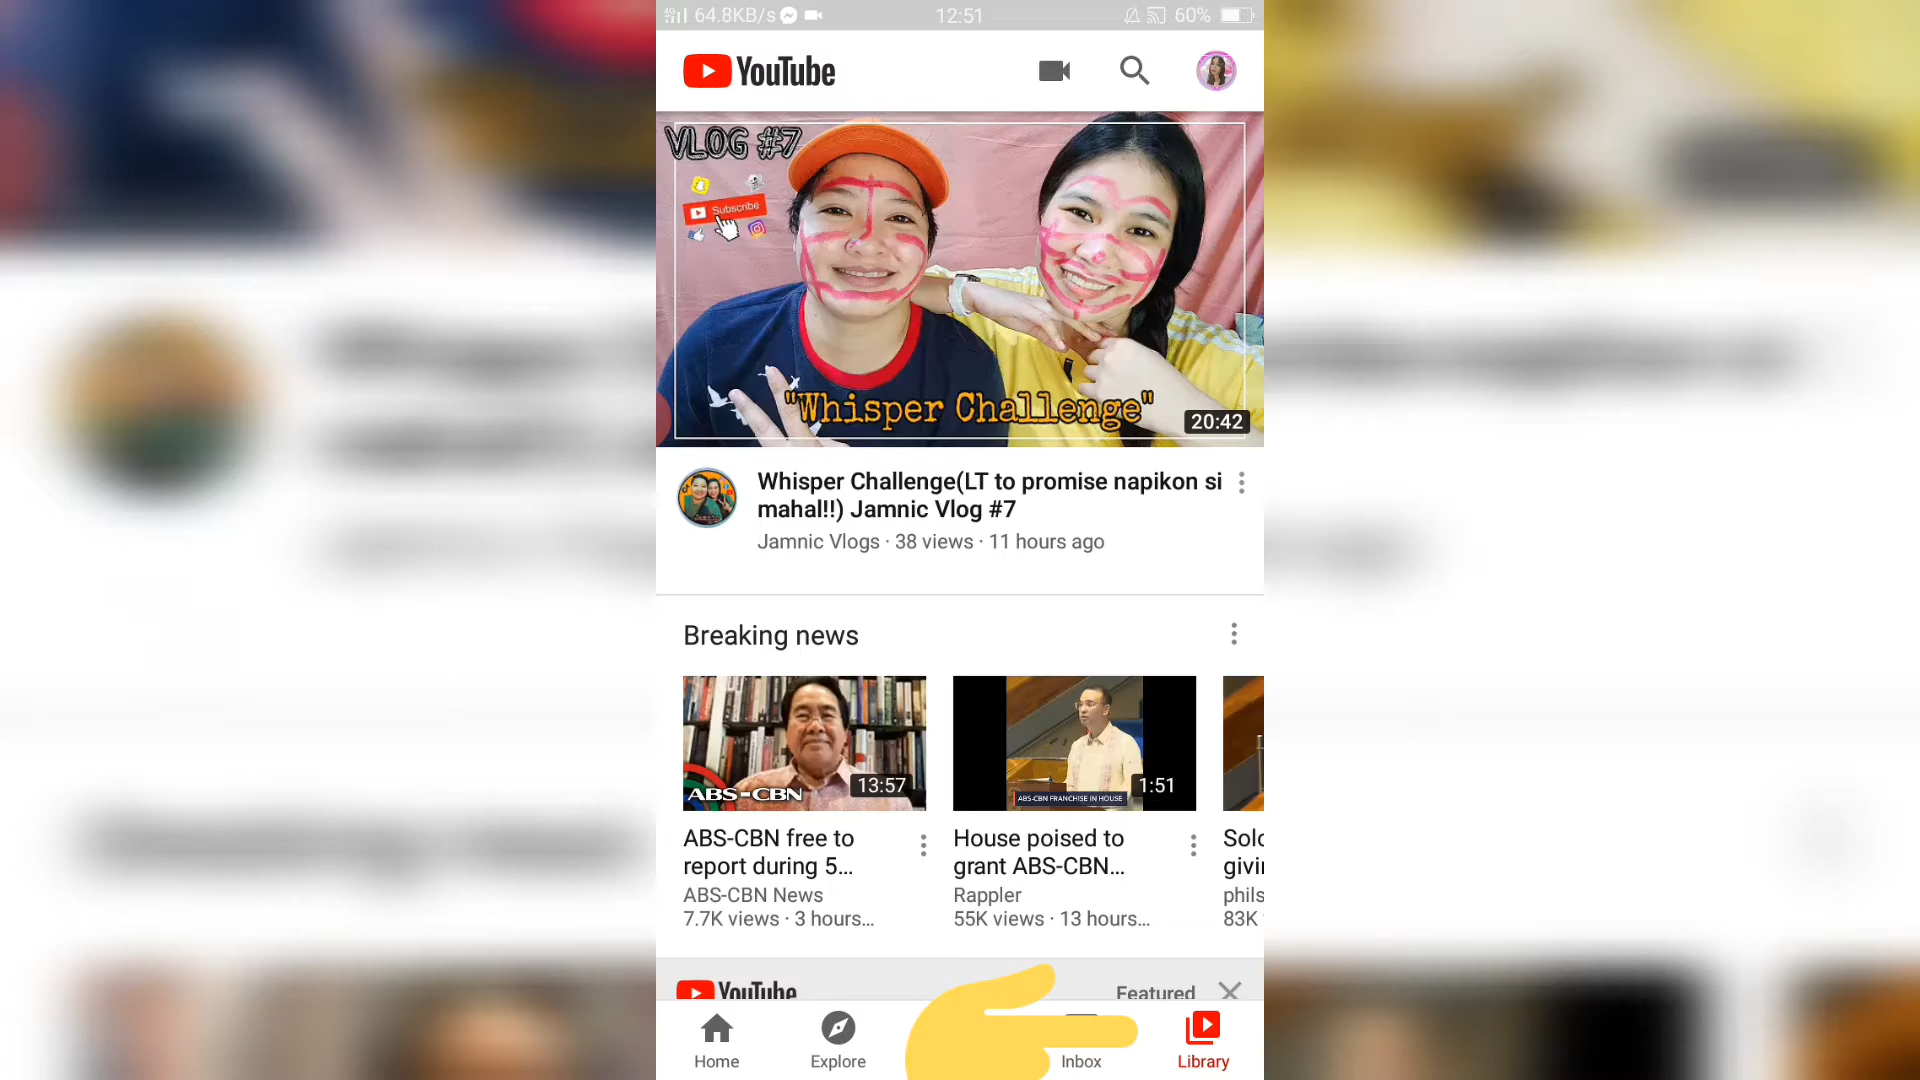 64.8KB/s 12:51 60%
YouTube
VLOG #7
Subscribe
"Whisper Challenge"
20:42
Whisper Challenge(LT to promise napikon si
mahal!!) Jamnic Vlog #7
Jamnic Vlogs · 38 views · 11 hours ago
Breaking news
ABS-CBN
13:57
ABS-CBN FRANCHISE IN HOUSE
1:51
ABS-CBN free to
report during 5...
ABS-CBN News
7.7K views · 3 hours...
House poised to
grant ABS-CBN...
Rappler
55K views · 13 hours...
Solo
givi
phils
83K
YouTube
Featured
Home
Explore
Inbox
Library